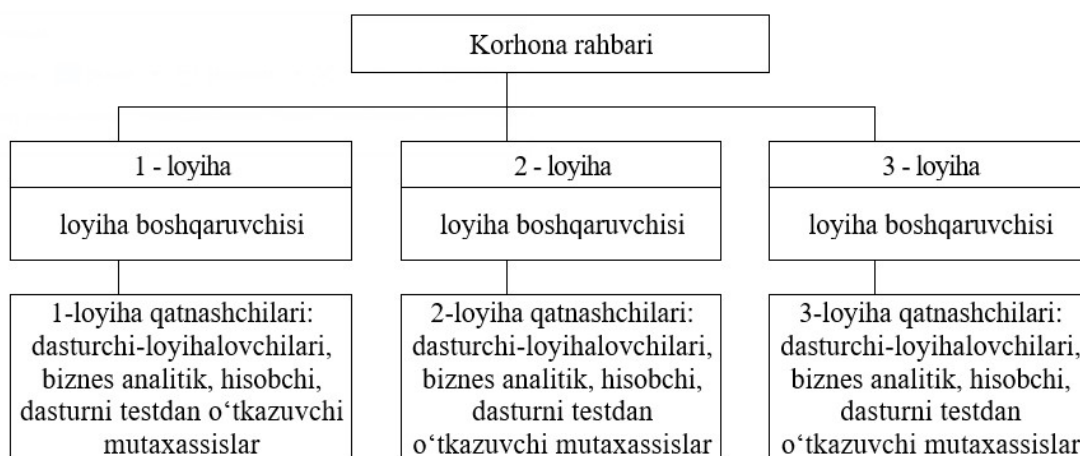 Korhona rahbari
1 - loyiha
loyiha boshqaruvchisi
1-loyiha qatnashchilari:
dasturchi-loyihalovchilari,
biznes analitik, hisobchi,
dasturni testdan o‘tkazuvchi
mutaxassislar
2 - loyiha
loyiha boshqaruvchisi
2-loyiha qatnashchilari:
dasturchi-loyihalovchilari,
biznes analitik, hisobchi,
dasturni testdan
o‘tkazuvchi mutaxassislar
3 - loyiha
loyiha boshqaruvchisi
3-loyiha qatnashchilari:
dasturchi-loyihalovchilari,
biznes analitik, hisobchi,
dasturni testdan
o‘tkazuvchi mutaxassislar